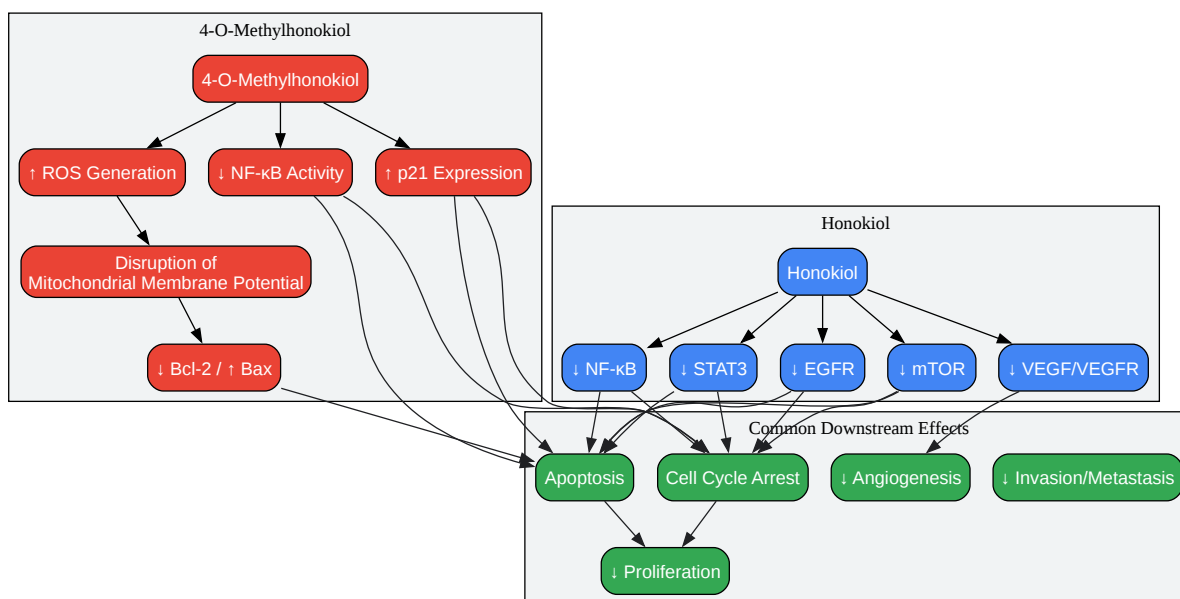 4-O-Methylhonokiol
4-O-Methylhonokiol
↑ ROS Generation
↓ NF-κB Activity
↑ p21 Expression
Disruption of
Mitochondrial Membrane Potential
↓ Bcl-2 / ↑ Bax
Honokiol
Honokiol
↓ NF-κB
↓ STAT3
↓ EGFR
↓ mTOR
↓ VEGF/VEGFR
Common Downstream Effects
Apoptosis
Cell Cycle Arrest
↓ Angiogenesis
↓ Invasion/Metastasis
↓ Proliferation